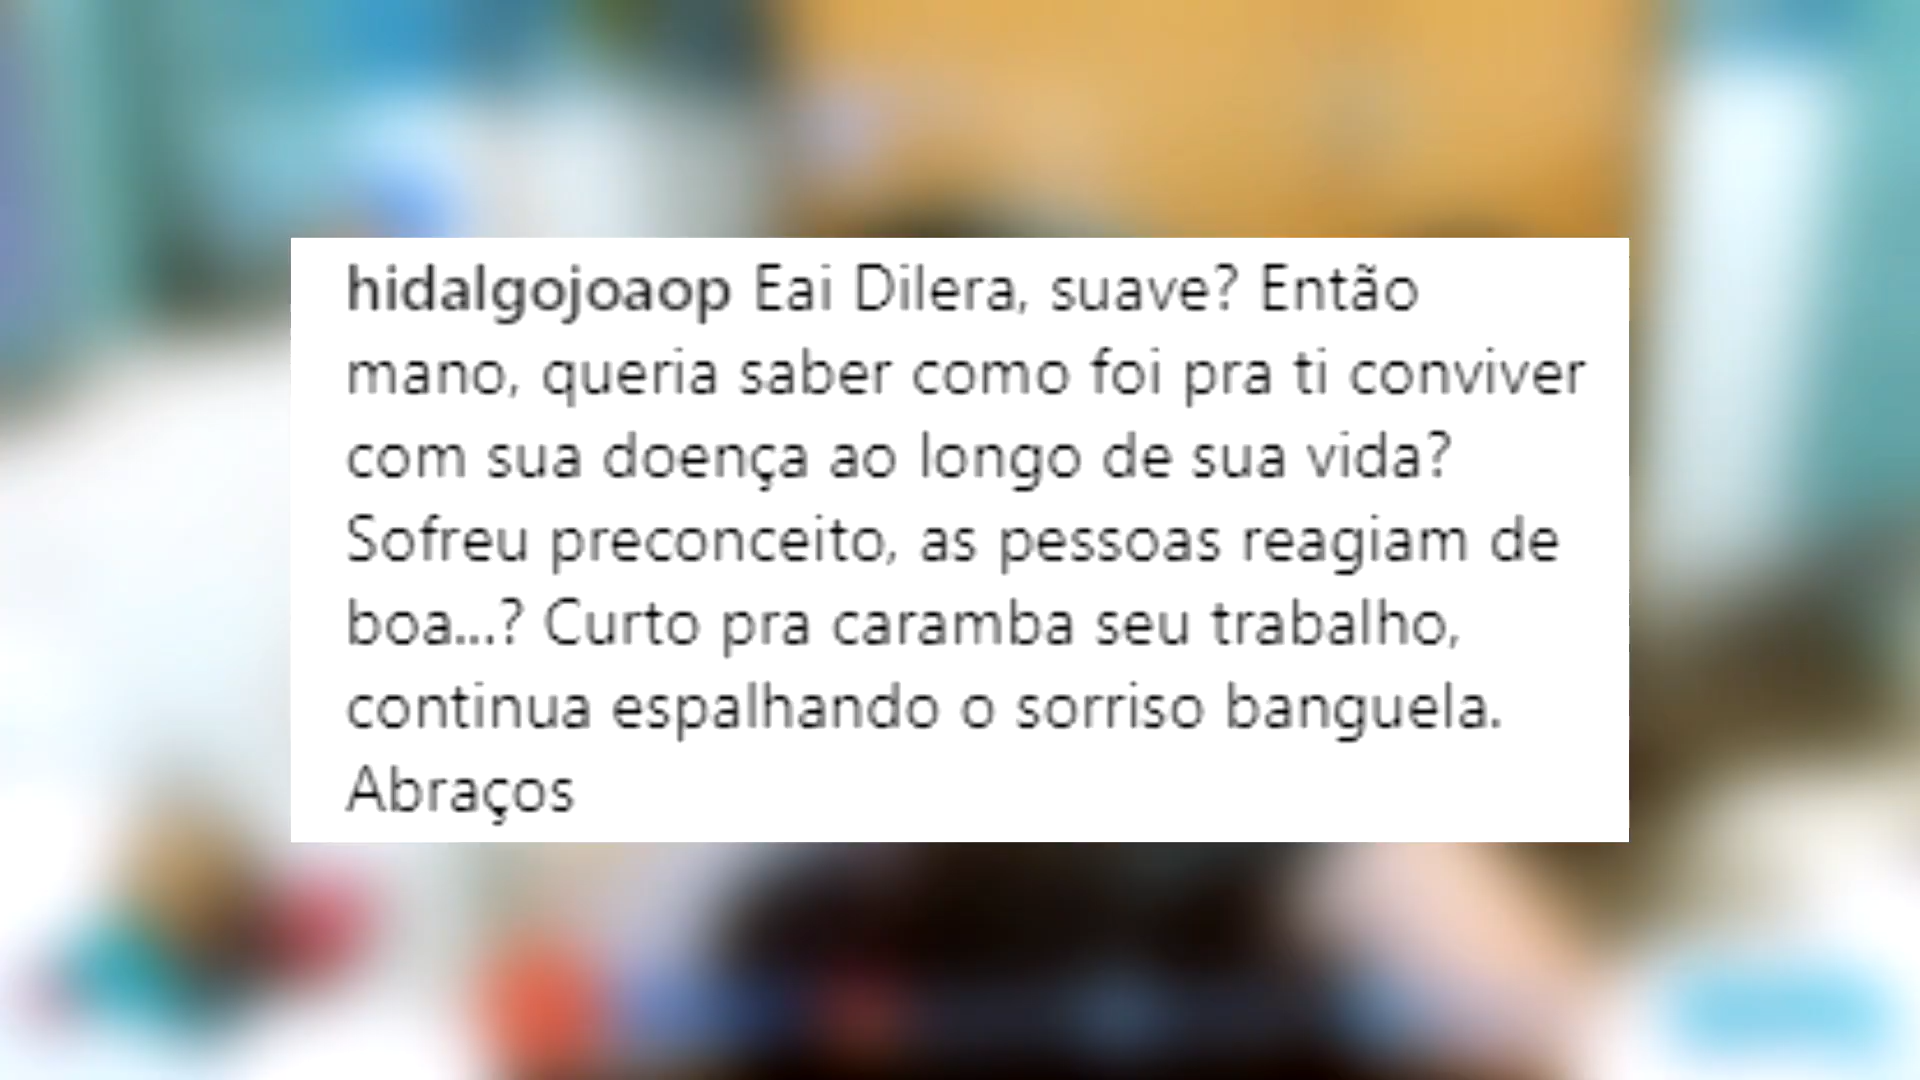 hidalgojoaop Eai Dilera, suave? Então
mano, queria saber como foi pra ti conviver
com sua doença ao longo de sua vida?
Sofreu preconceito, as pessoas reagiam de
boa...? Curto pra caramba seu trabalho,
continua espalhando o sorriso banguela.
Abraços